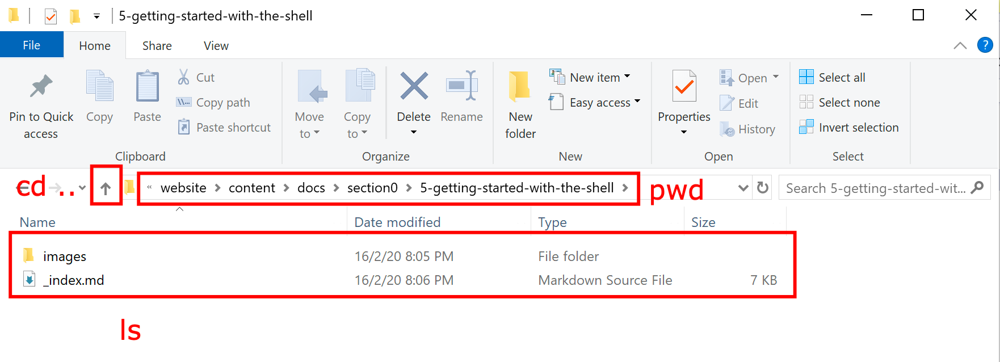 5-getting-started-with-the-shell
File Home Share View
Pin to Quick access
Copy
Paste
Cut
Copy path
Paste shortcut
Clipboard
Move to
Copy to
Delete
Rename
Organize
New folder
New item
Easy access
New
Properties
Open
Edit
History
Open
Select all
Select none
Invert selection
Select
cd ..
« website > content > docs > section0 > 5-getting-started-with-the-shell >
pwd
Search 5-getting-started-wit...
Name Date modified Type Size
images 16/2/20 8:05 PM File folder
_index.md 16/2/20 8:06 PM Markdown Source File 7 KB
ls